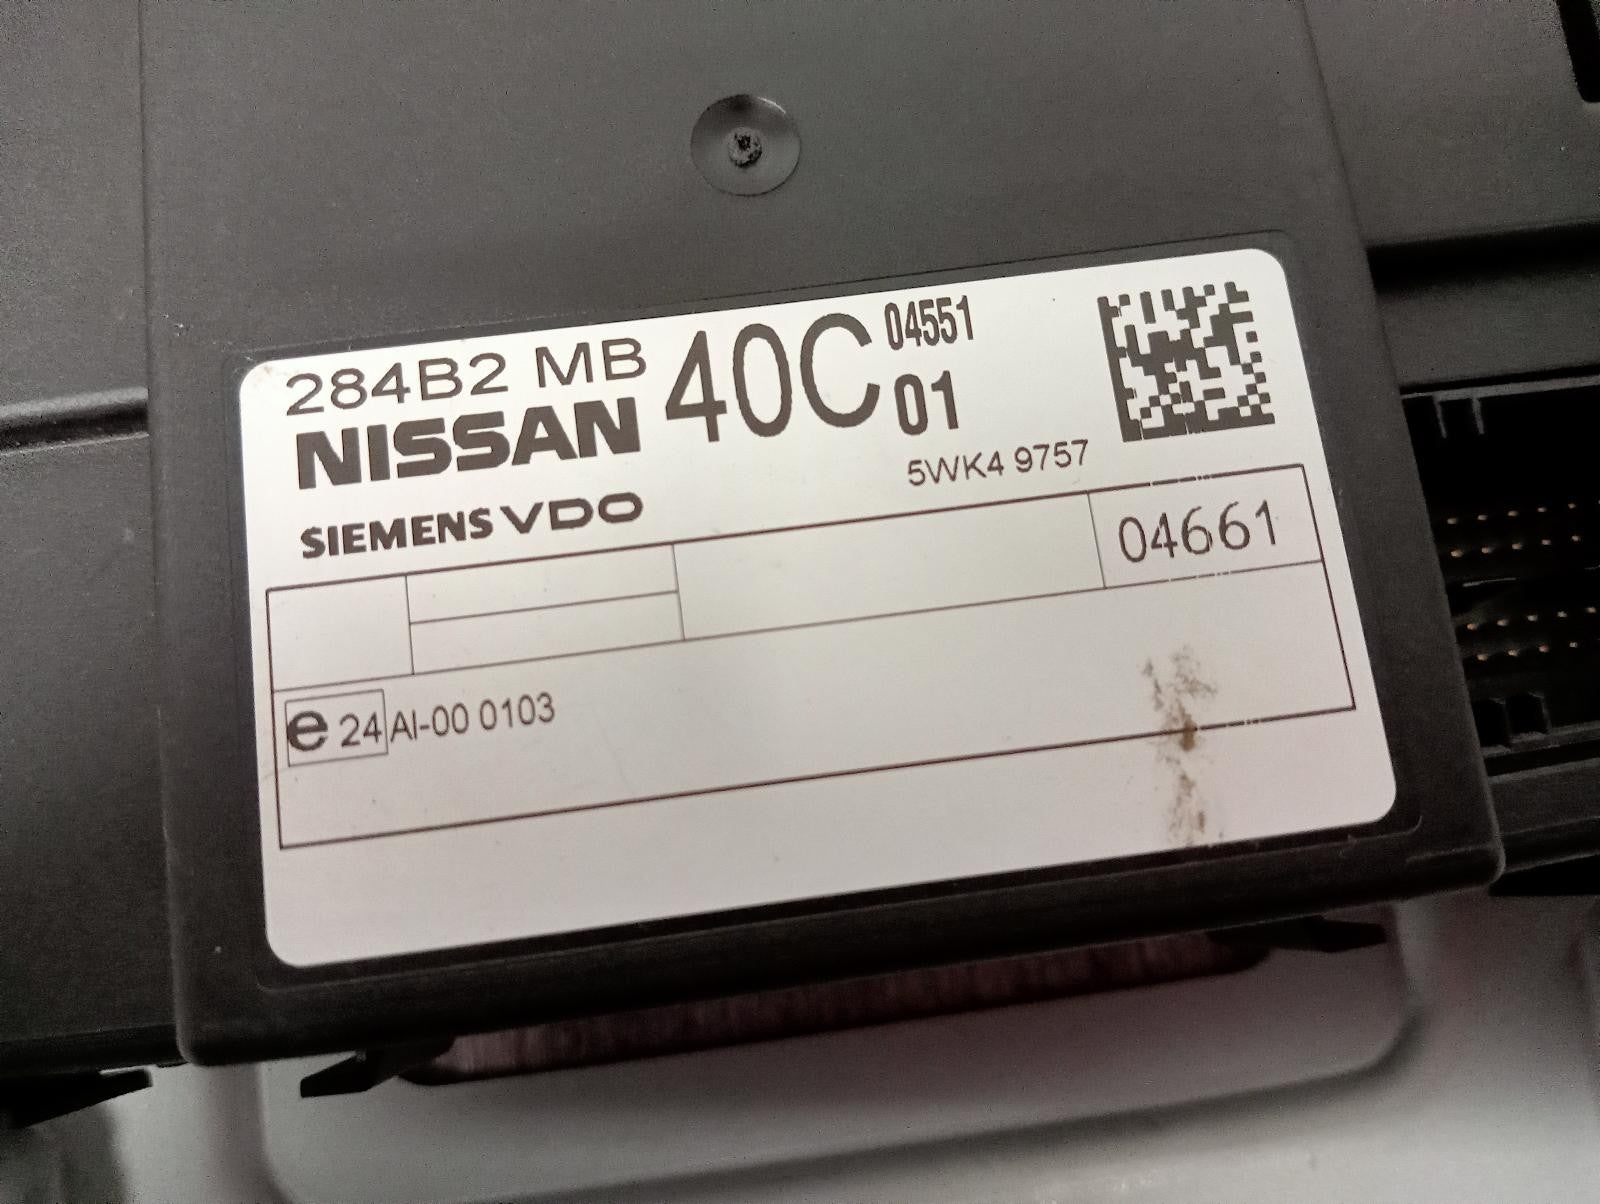 284B2 MB 40C 04551
NISSAN 01
5WK4 9757
SIEMENS VDO
04661
e 24 AI-00 0103